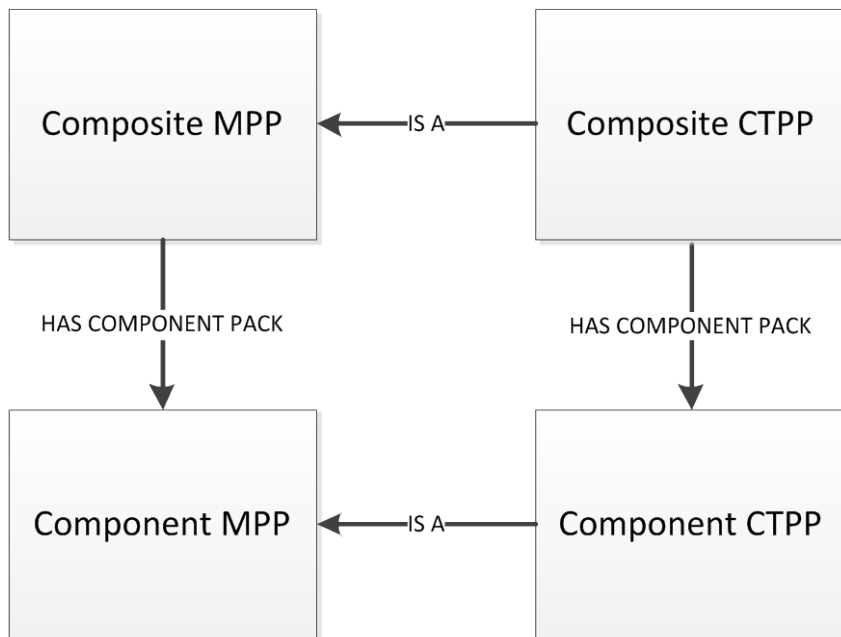 Composite MPP
IS A
Composite CTPP
HAS COMPONENT PACK
HAS COMPONENT PACK
Component MPP
IS A
Component CTPP